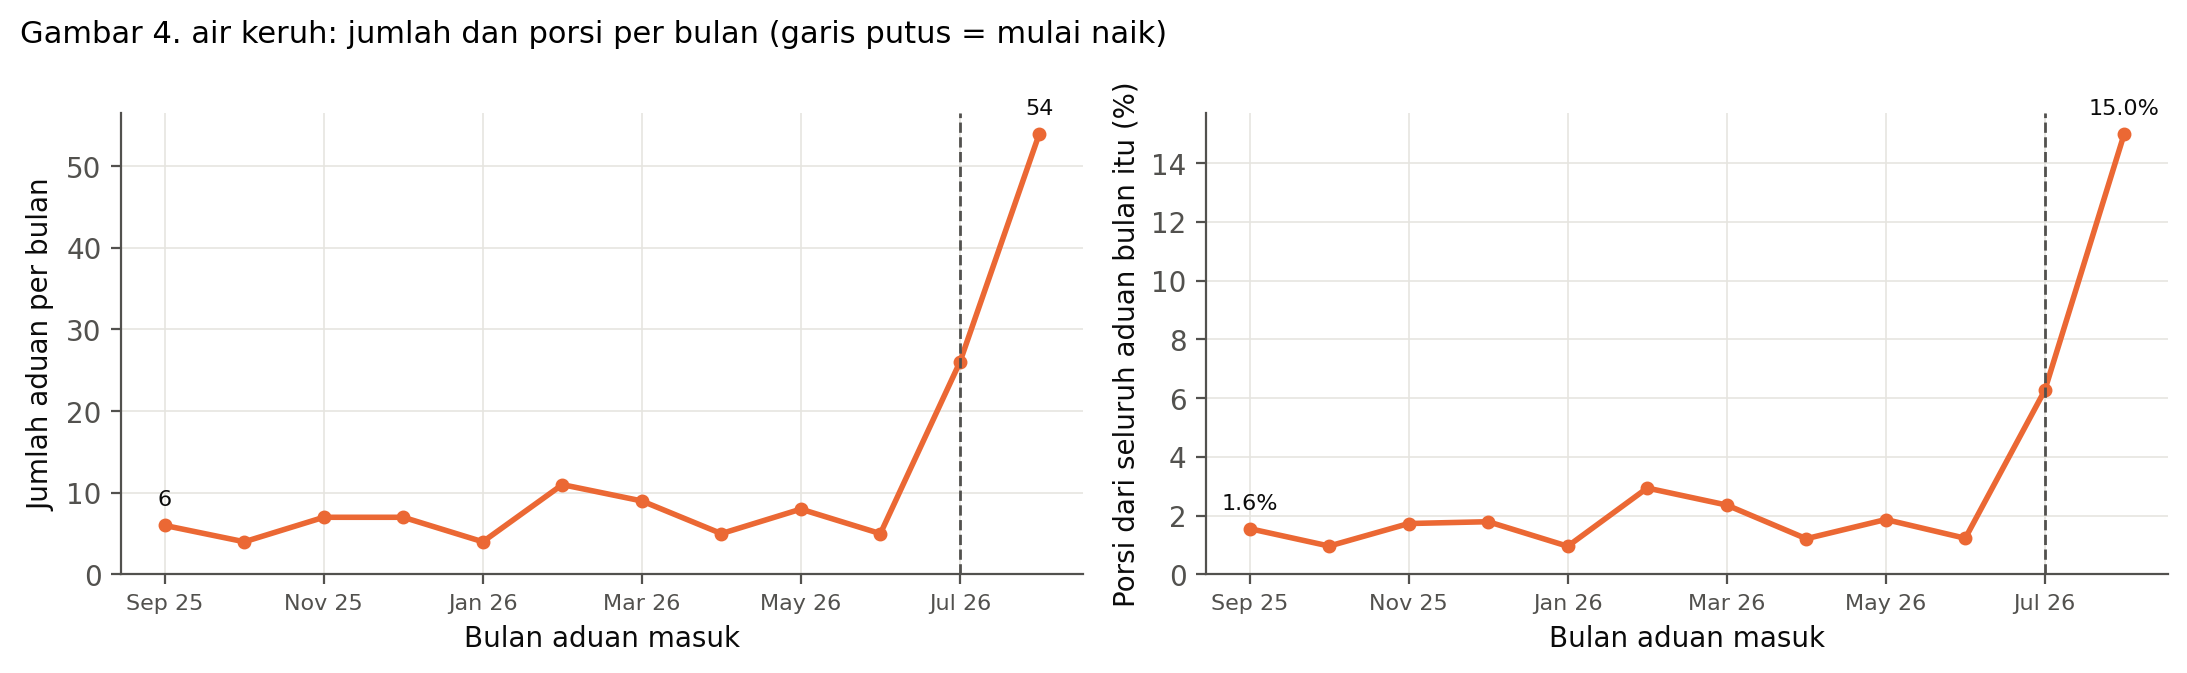 Gambar 4. air keruh: jumlah dan porsi per bulan (garis putus = mulai naik)
Jumlah aduan per bulan
50
40
30
20
10
0
6
54
Sep 25 Nov 25 Jan 26 Mar 26 May 26 Jul 26
Bulan aduan masuk
Porsi dari seluruh aduan bulan itu (%)
14
12
10
8
6
4
2
0
1.6%
15.0%
Sep 25 Nov 25 Jan 26 Mar 26 May 26 Jul 26
Bulan aduan masuk